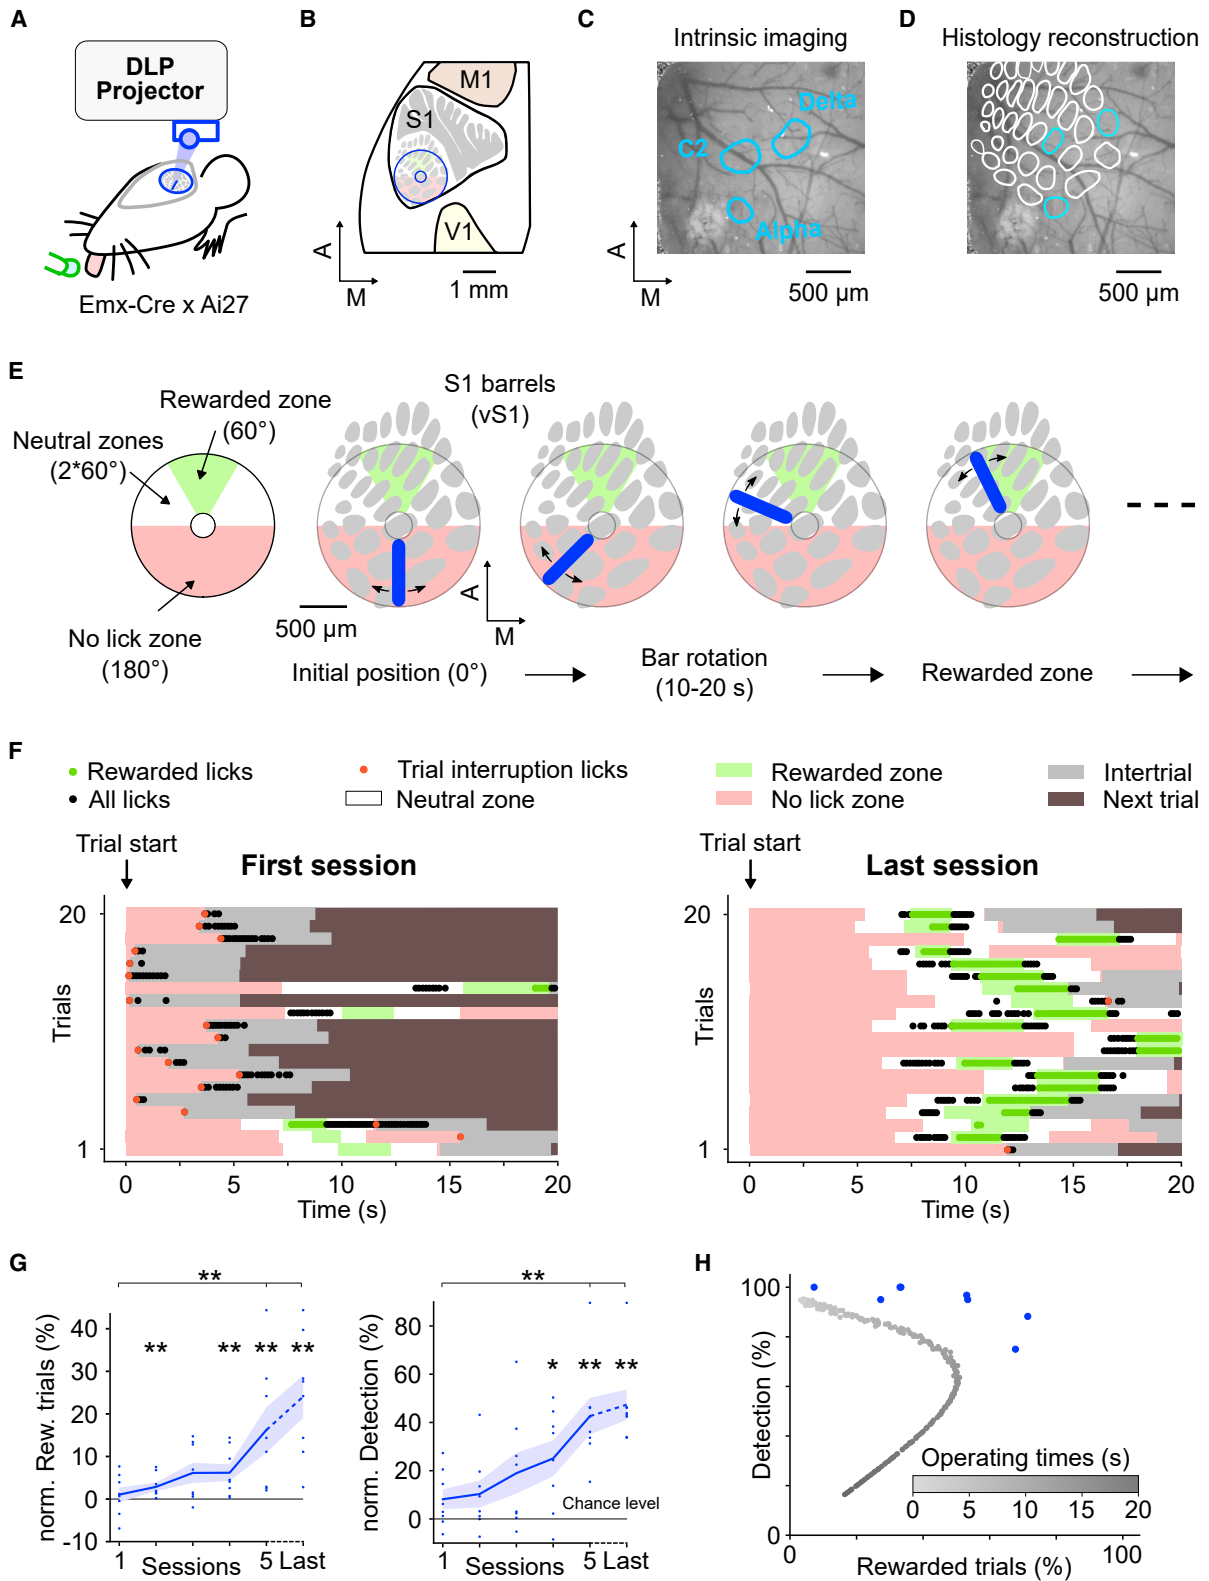 A
DLP
Projector
Emx-Cre x Ai27
B
M1
S1
V1
A
M
1 mm
C
Intrinsic imaging
Delta
C2
Alpha
A
M
500 µm
D
Histology reconstruction
500 µm
E
Rewarded zone
(60°)
Neutral zones
(2*60°)
No lick zone
(180°)
S1 barrels
(vS1)
500 µm
A
M
Initial position (0°)
Bar rotation
(10-20 s)
Rewarded zone
F
Rewarded licks
All licks
Trial interruption licks
Neutral zone
Rewarded zone
No lick zone
Intertrial
Next trial
Trial start
First session
20
Trials
1
0 5 10 15 20
Time (s)
Trial start
Last session
20
Trials
1
0 5 10 15 20
Time (s)
G
**
norm. Rew. trials (%)
40
30
20
10
0
-10
** ** ** **
1 Sessions 5 Last
**
norm. Detection (%)
80
60
40
20
0
* ** **
Chance level
1 Sessions 5 Last
H
Detection (%)
100
0
Operating times (s)
0 5 10 15 20
0 100
Rewarded trials (%)